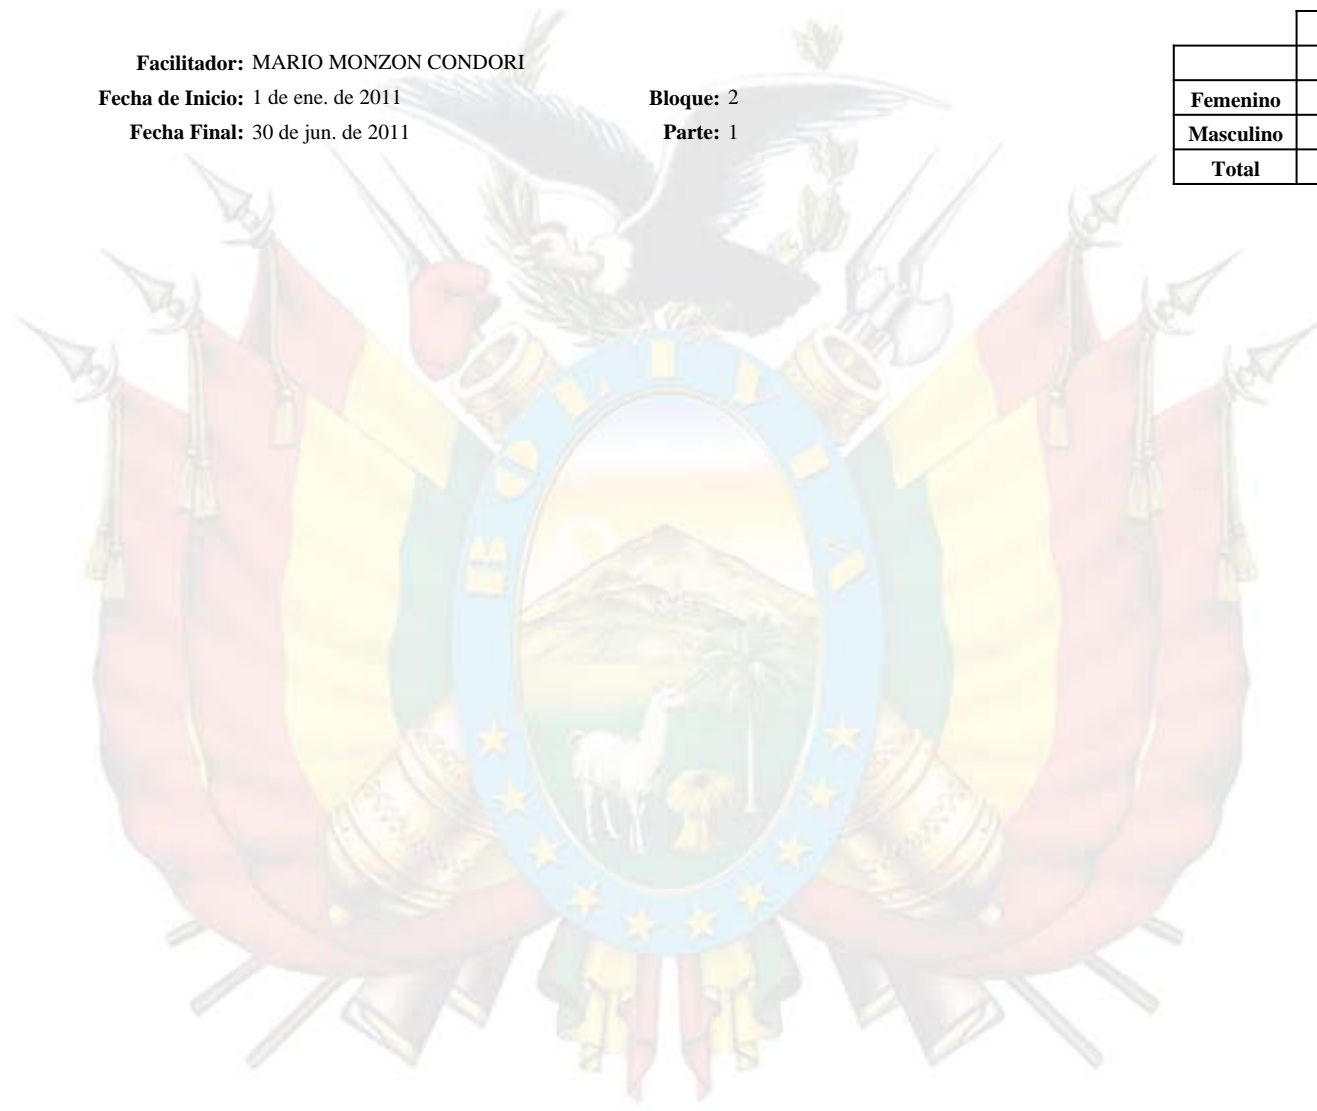 Facilitador: MARIO MONZON CONDORI
Fecha de Inicio: 1 de ene. de 2011 Bloque: 2
Fecha Final: 30 de jun. de 2011 Parte: 1
Femenino
Masculino
Total
BOLIVIA